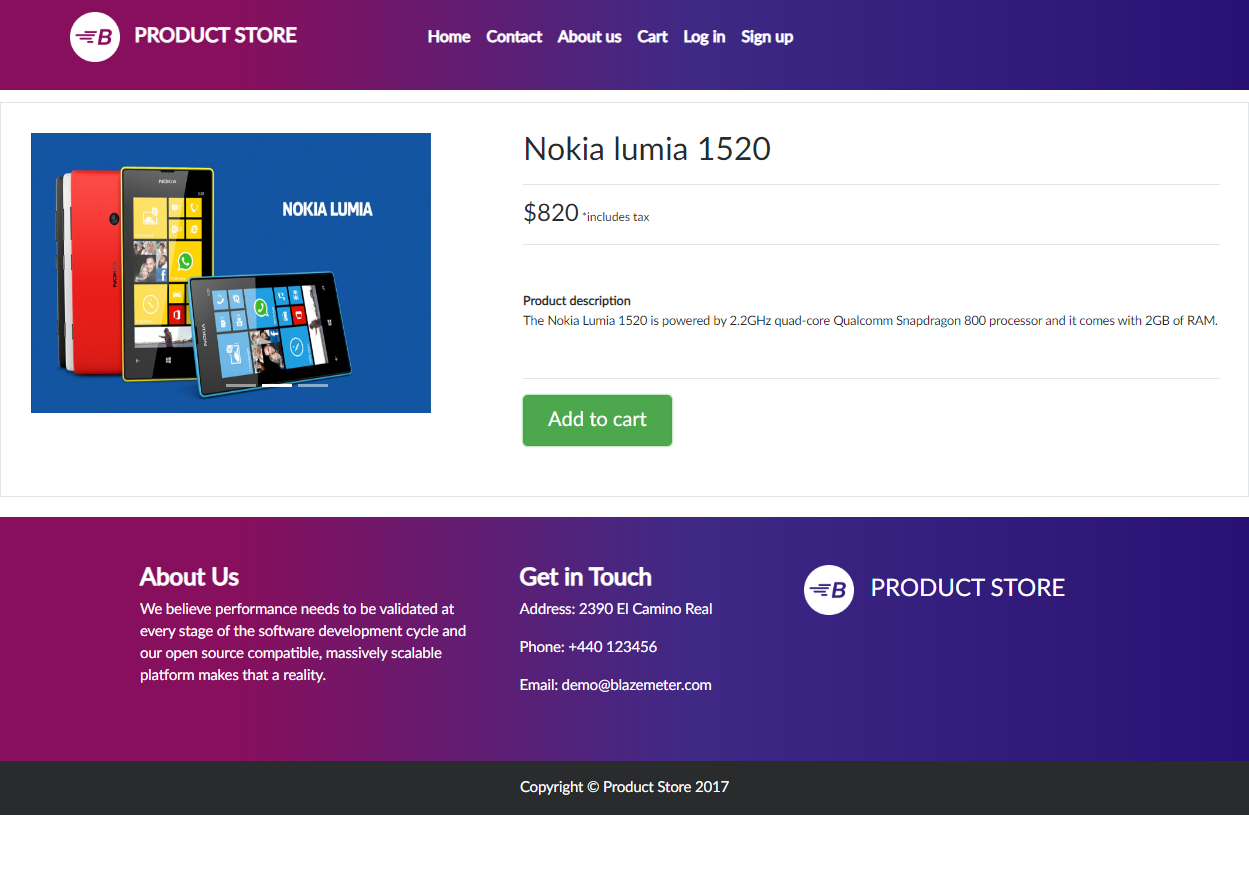 B PRODUCT STORE
Home Contact About us Cart Log in Sign up
NOKIA
NOKIA LUMIA
NOKIA
NOKIA
Nokia lumia 1520
$820 *includes tax
Product description
The Nokia Lumia 1520 is powered by 2.2GHz quad-core Qualcomm Snapdragon 800 processor and it comes with 2GB of RAM.
Add to cart
About Us
We believe performance needs to be validated at
every stage of the software development cycle and
our open source compatible, massively scalable
platform makes that a reality.
Get in Touch
Address: 2390 El Camino Real
Phone: +440 123456
Email: demo@blazemeter.com
B PRODUCT STORE
Copyright © Product Store 2017